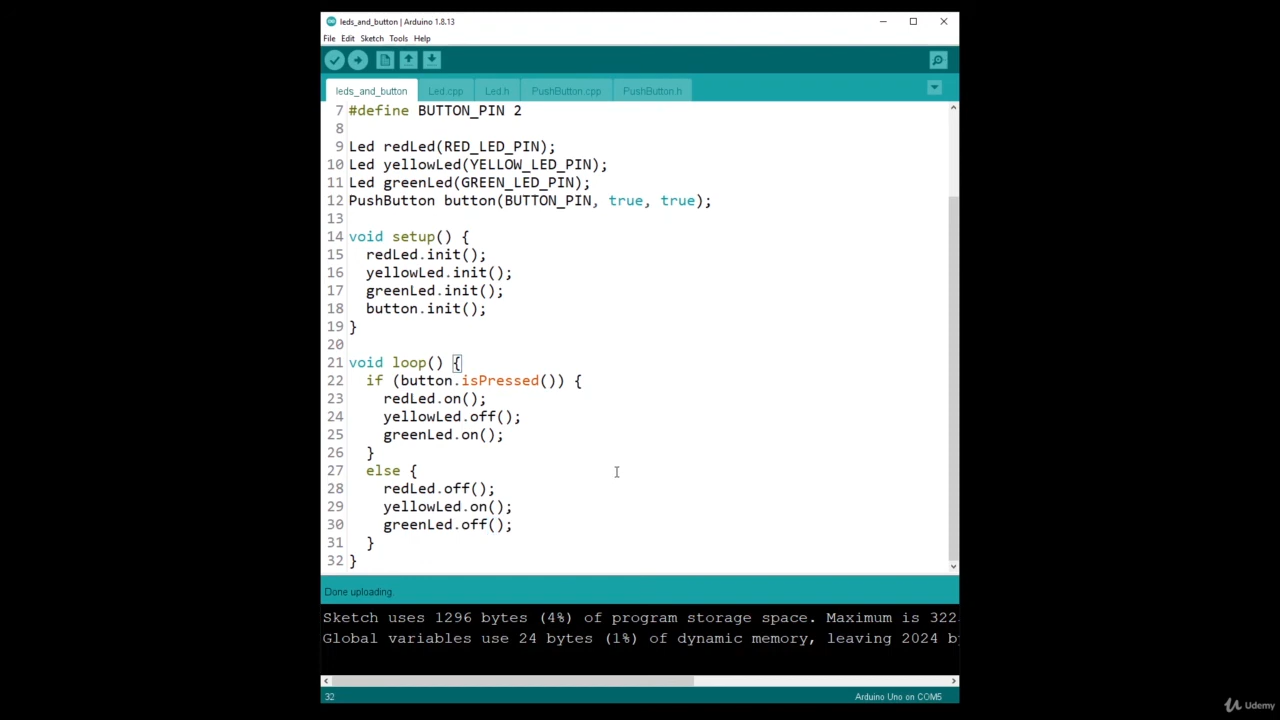 leds_and_button | Arduino 1.8.13
File Edit Sketch Tools Help
leds_and_button Led.cpp Led.h PushButton.cpp PushButton.h
7 #define BUTTON_PIN 2
8
9 Led redLed(RED_LED_PIN);
10 Led yellowLed(YELLOW_LED_PIN);
11 Led greenLed(GREEN_LED_PIN);
12 PushButton button(BUTTON_PIN, true, true);
13
14 void setup() {
15 redLed.init();
16 yellowLed.init();
17 greenLed.init();
18 button.init();
19 }
20
21 void loop() {
22 if (button.isPressed()) {
23 redLed.on();
24 yellowLed.off();
25 greenLed.on();
26 }
27 else {
28 redLed.off();
29 yellowLed.on();
30 greenLed.off();
31 }
32 }
Done uploading.
Sketch uses 1296 bytes (4%) of program storage space. Maximum is 322
Global variables use 24 bytes (1%) of dynamic memory, leaving 2024 b
32 Arduino Uno on COM5
Udemy